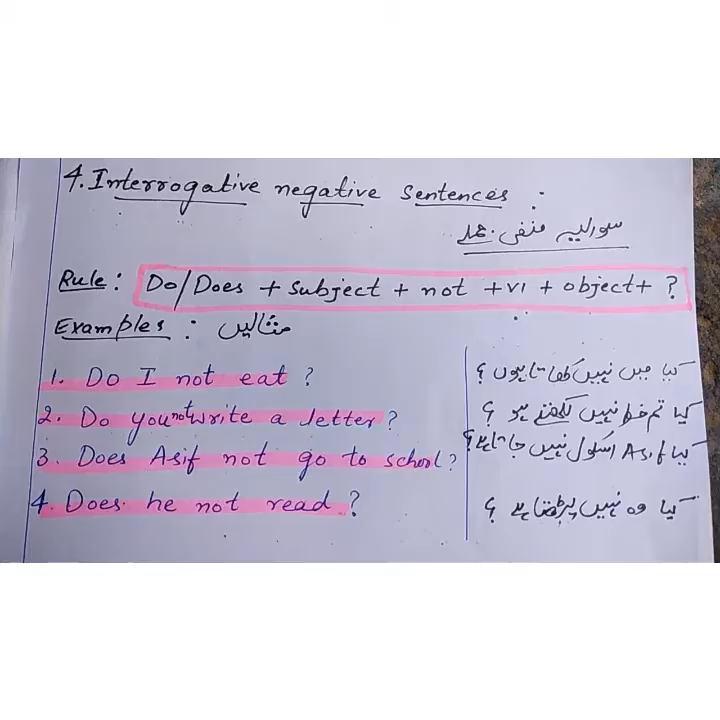 4. Interrogative negative sentences :
سوالیہ منفی جملے
Rule: Do/Does + subject + not + v1 + object + ?
Examples : مثالیں
1. Do I not eat ?
کیا میں نہیں کھاتا ہوں ؟
2. Do you not write a letter ?
کیا تم خط نہیں لکھتے ہو ؟
3. Does Asif not go to school ?
کیا Asif اسکول نہیں جاتا ہے ؟
4. Does he not read ?
کیا وہ نہیں پڑھتا ہے ؟